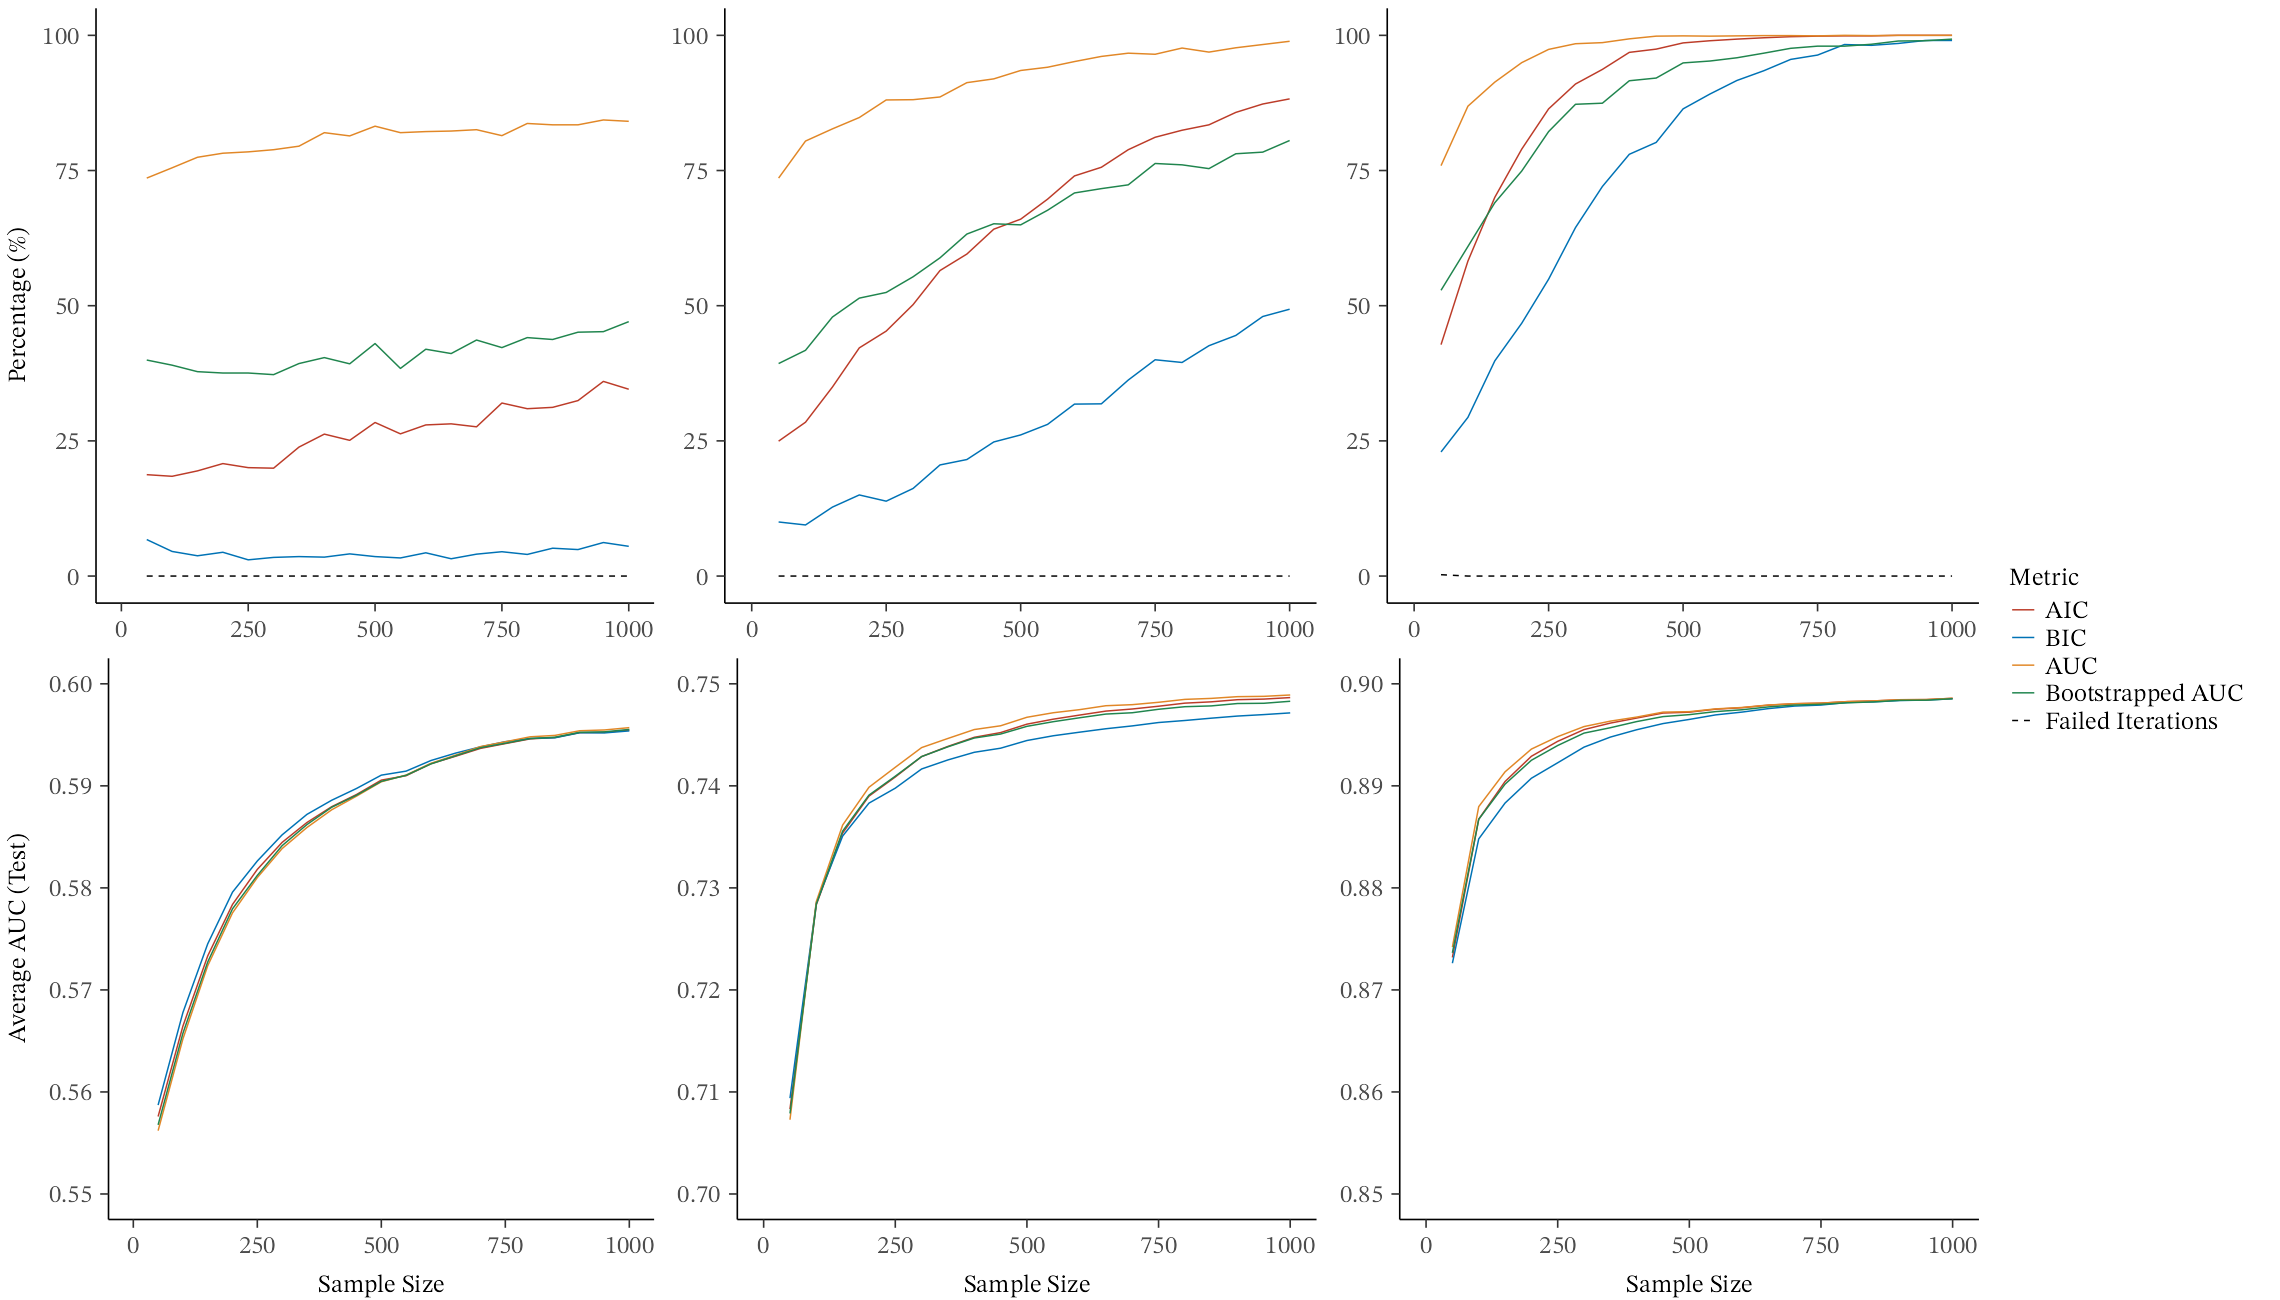 Percentage (%)
100
75
50
25
0
0 250 500 750 1000
100
75
50
25
0
0 250 500 750 1000
100
75
50
25
0
0 250 500 750 1000
Average AUC (Test)
0.60
0.59
0.58
0.57
0.56
0.55
0 250 500 750 1000
Sample Size
0.75
0.74
0.73
0.72
0.71
0.70
0 250 500 750 1000
Sample Size
0.90
0.89
0.88
0.87
0.86
0.85
0 250 500 750 1000
Sample Size
Metric
AIC
BIC
AUC
Bootstrapped AUC
Failed Iterations